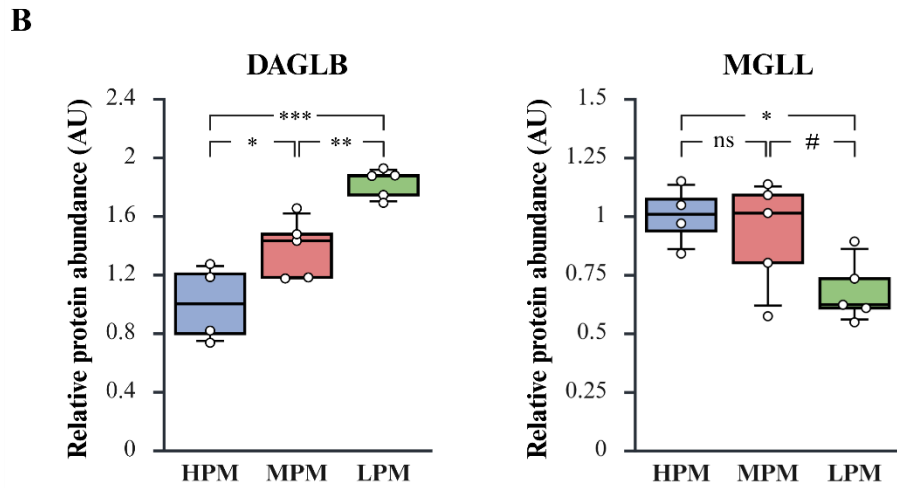 B
DAGLB
MGLL
Relative protein abundance (AU)
2.4
2
1.6
1.2
0.8
0.4
0
***
*
**
HPM
MPM
LPM
Relative protein abundance (AU)
1.5
1.25
1
0.75
0.5
0.25
0
*
ns
#
HPM
MPM
LPM